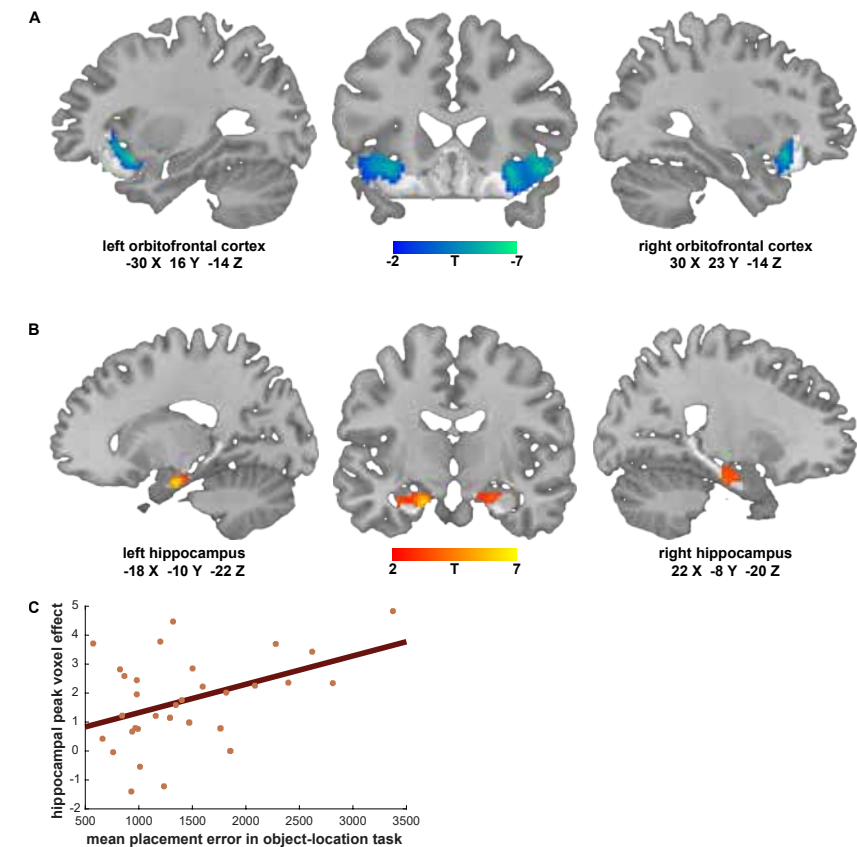 A
left orbitofrontal cortex
-30 X 16 Y -14 Z
-2 T -7
right orbitofrontal cortex
30 X 23 Y -14 Z
B
left hippocampus
-18 X -10 Y -22 Z
2 T 7
right hippocampus
22 X -8 Y -20 Z
C
hippocampal peak voxel effect
5
4
3
2
1
0
-1
-2
500 1000 1500 2000 2500 3000 3500
mean placement error in object-location task